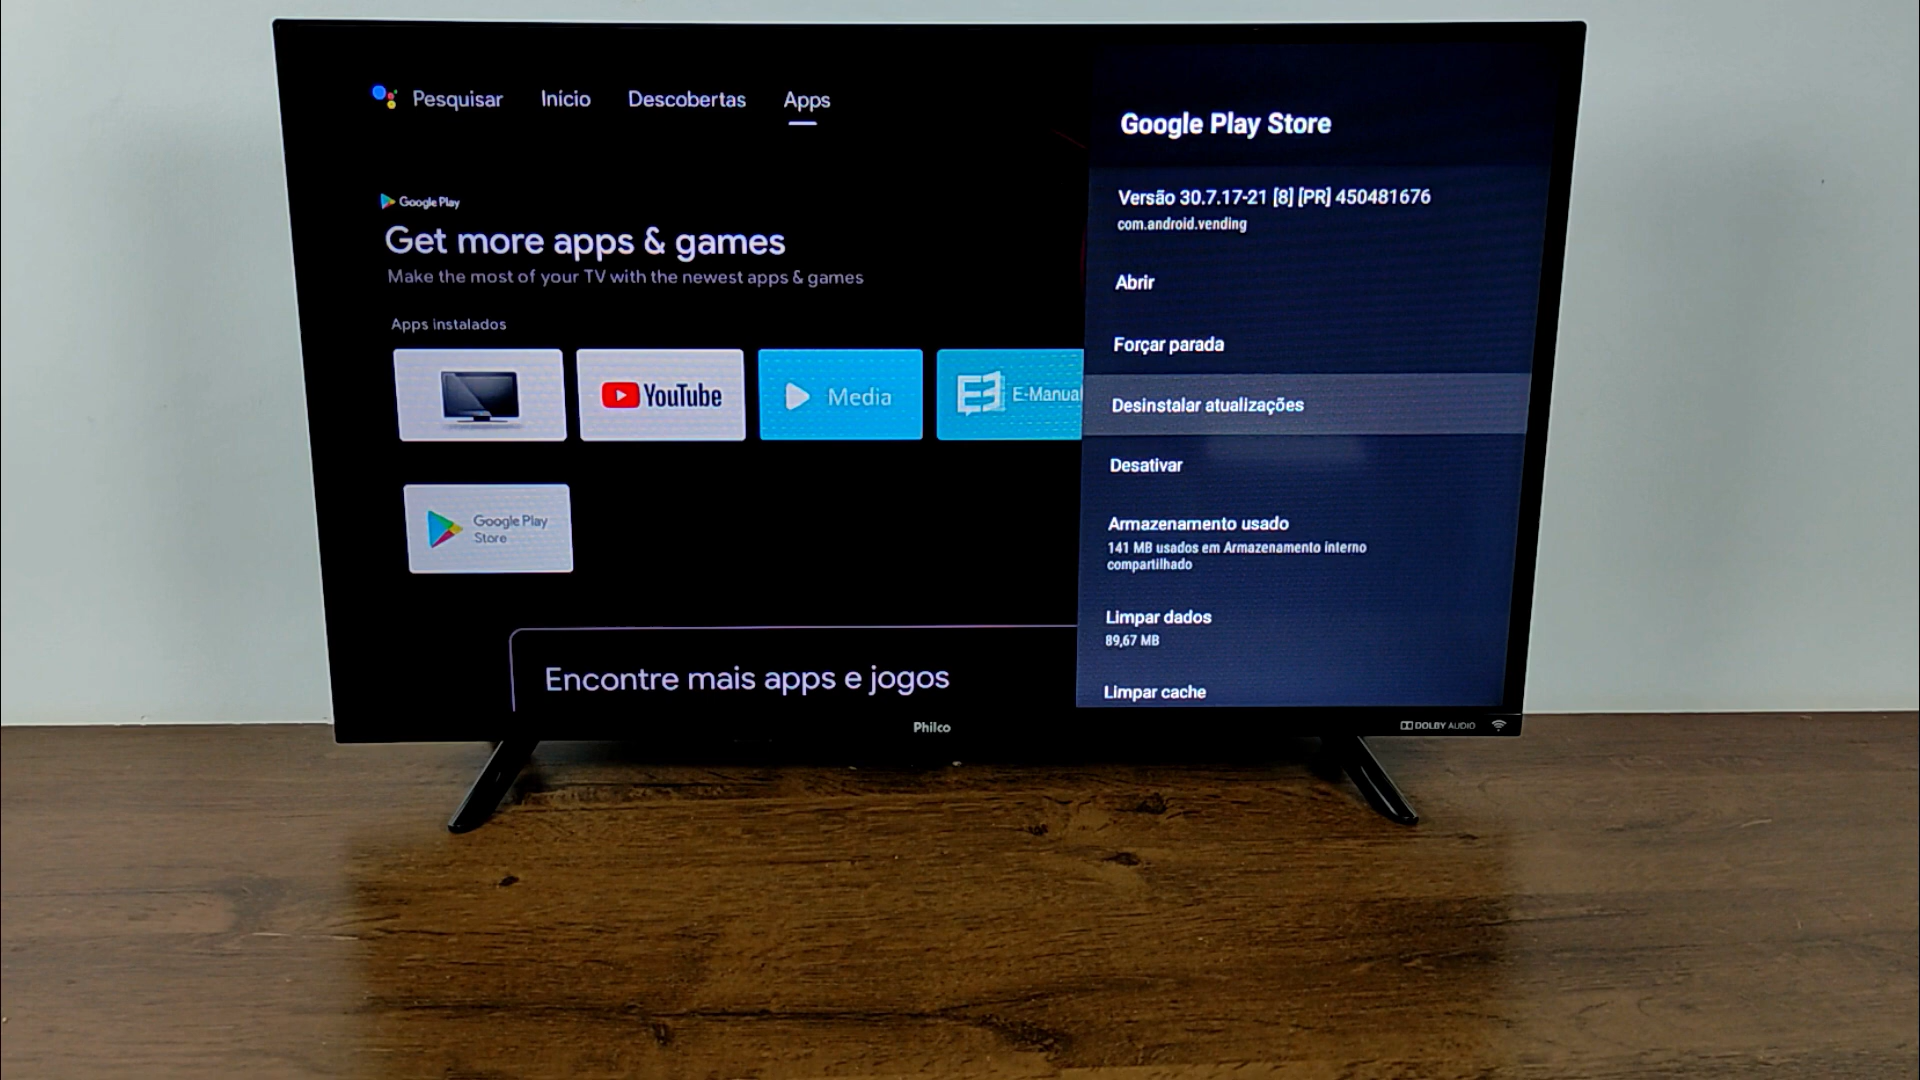 Pesquisar Início Descobertas Apps
Google Play
Get more apps & games
Make the most of your TV with the newest apps & games
Apps instalados
YouTube Media E-Manual
Google Play
Store
Encontre mais apps e jogos
Google Play Store
Versão 30.7.17-21 [8] [PR] 450481676
com.android.vending
Abrir
Forçar parada
Desinstalar atualizações
Desativar
Armazenamento usado
141 MB usados em Armazenamento interno
compartilhado
Limpar dados
89,67 MB
Limpar cache
Philco
DOLBY AUDIO